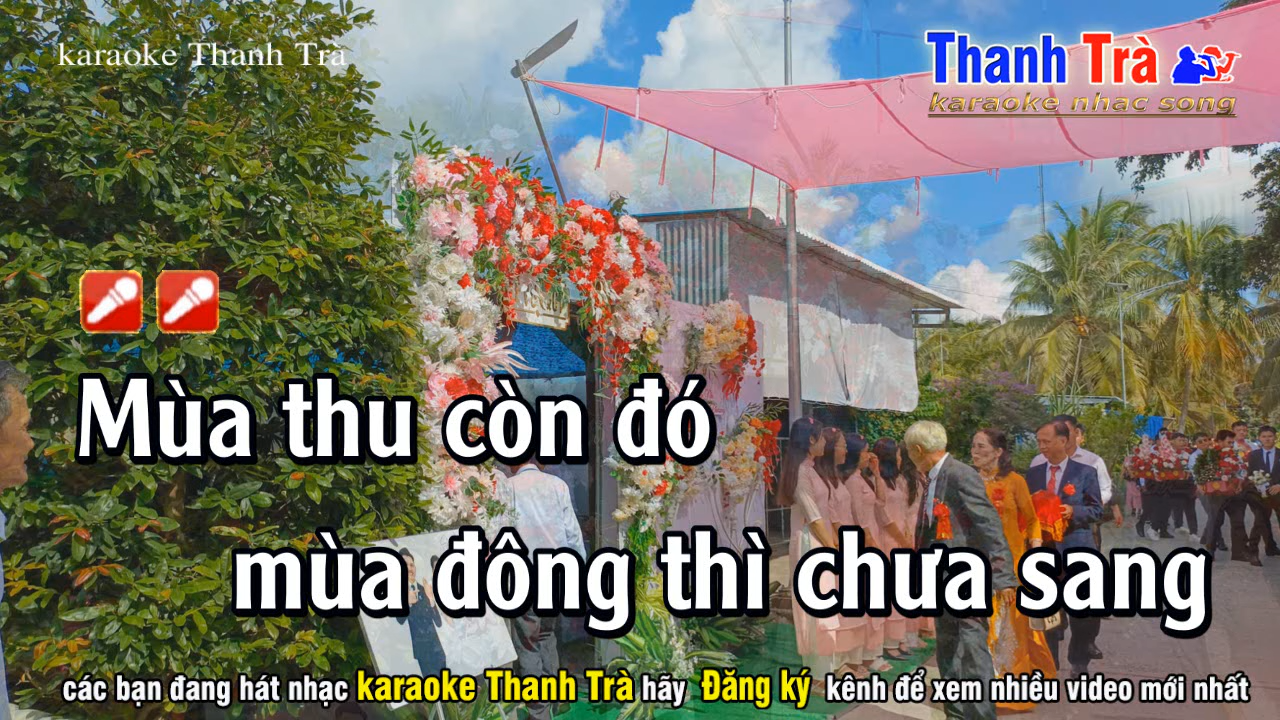 karaoke Thanh Trà
Thanh Trà
karaoke nhac song
Mùa thu còn đó
mùa đông thì chưa sang
các bạn đang hát nhạc karaoke Thanh Trà hãy Đăng ký kênh để xem nhiều video mới nhất